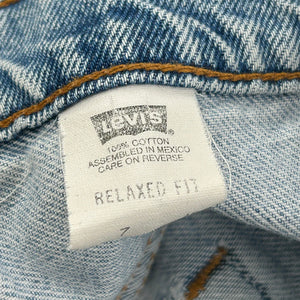 Levi's
100% COTTON
ASSEMBLED IN MEXICO
CARE ON REVERSE
RELAXED FIT